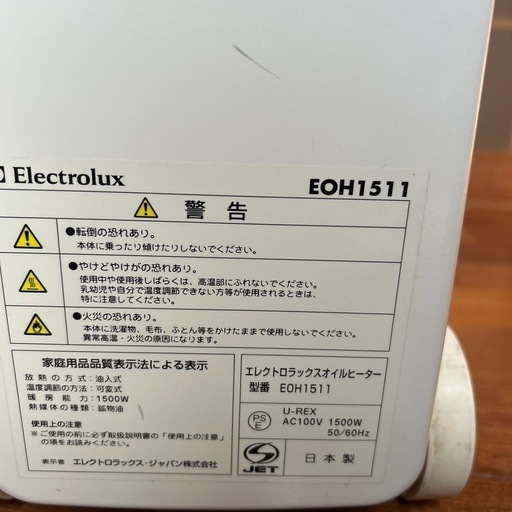 Electrolux
EOH1511
警告
●転倒の恐れあり。
本体に乗ったり傾けたりしないでください。
●やけどやけがの恐れあり。
使用中や使用後しばらくは、高温部にふれないでください。
乳幼児や自分で温度調節できない方等が使用されるときは、
特に注意してください。
●火災の恐れあり。
本体に洗濯物、毛布、ふとん等をかけたままで使用しないでください。
異常高温・火災の原因になります。
家庭用品品質表示法による表示
放熱の方式：油入式
温度調節の方法：可変式
暖房能力：1500W
熱媒体の種類：鉱物油
使用上の注意
※ご使用の前に必ず取扱説明書の「使用上の注意」
の項をお読みください。
表示者 エレクトロラックス・ジャパン株式会社
エレクトロラックスオイルヒーター
型番 EOH1511
PS
E
U-REX
AC100V 1500W
50/60Hz
JET
日本製